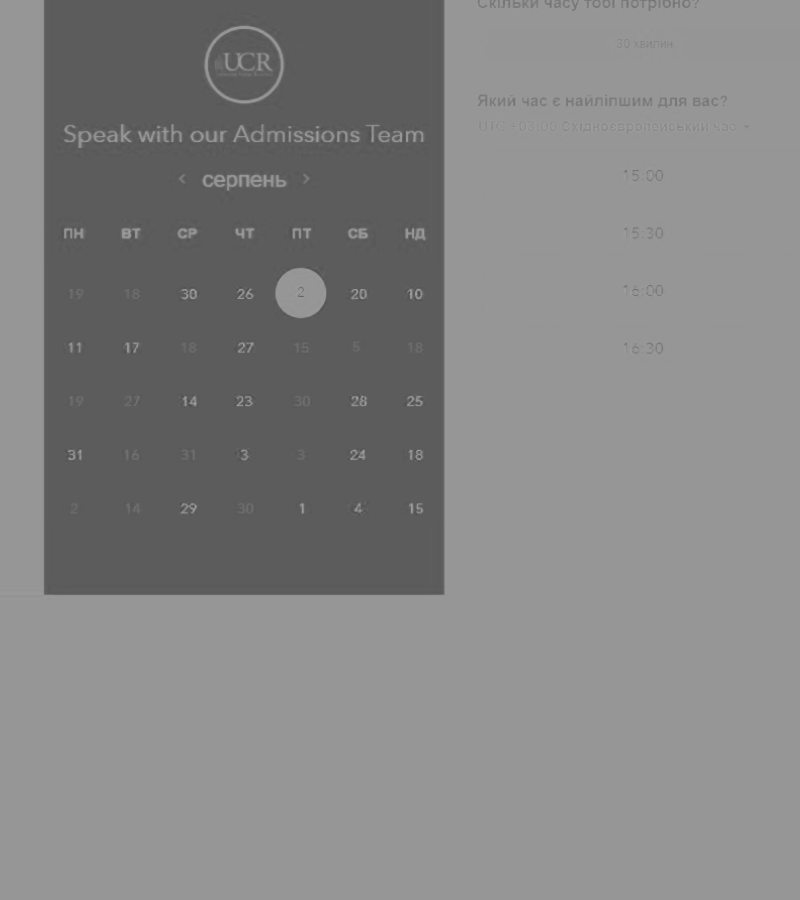 UCR
Speak with our Admissions Team
< серпень >
ПН ВТ СР ЧТ ПТ СБ НД
19 18 30 26 2 20 10
11 17 18 27 15 5 18
19 27 14 23 30 28 25
31 16 31 3 3 24 18
2 14 29 30 1 4 15
Скільки часу тобі потрібно?
30 хвилин
Який час є найліпшим для вас?
UTC +03:00 Східноєвропейський час
15:00
15:30
16:00
16:30